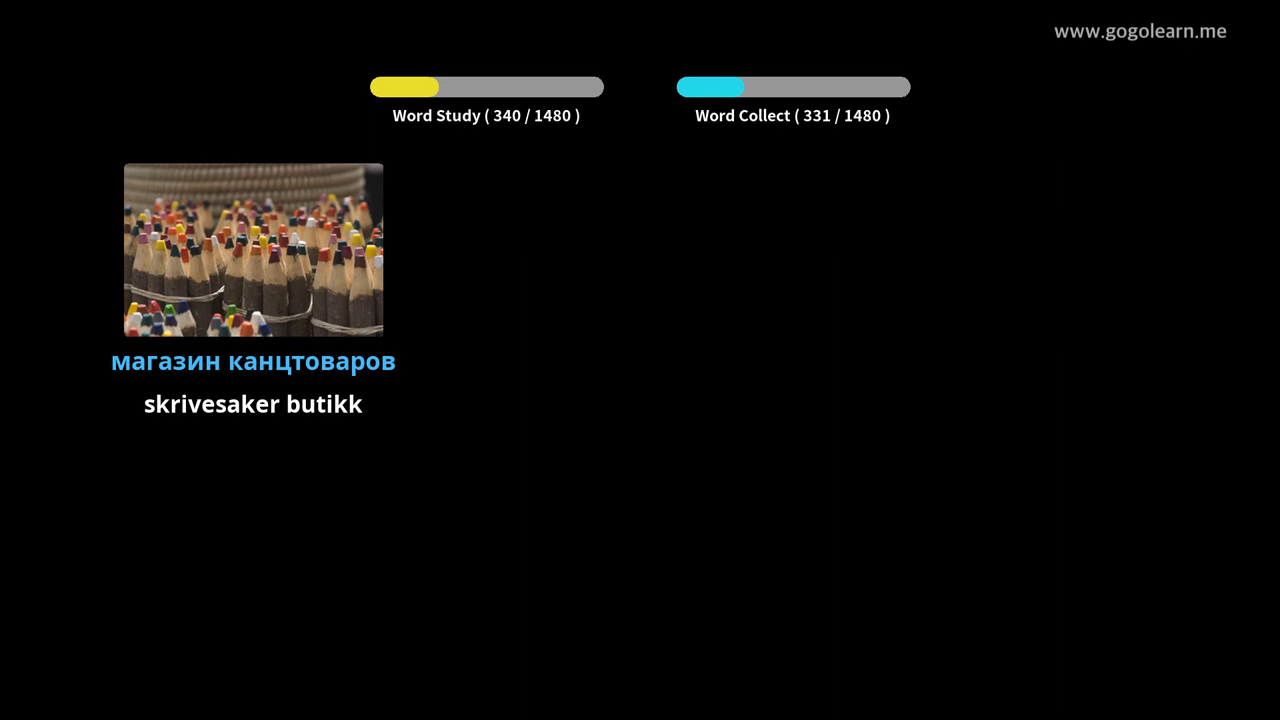 www.gogolearn.me
Word Study ( 340 / 1480 )
Word Collect ( 331 / 1480 )
магазин канцтоваров
skrivesaker butikk